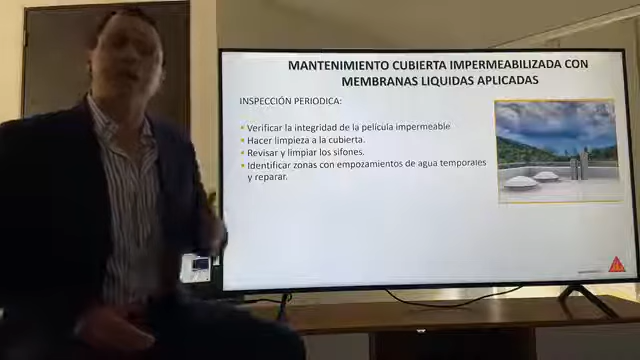 MANTENIMIENTO CUBIERTA IMPERMEABILIZADA CON
MEMBRANAS LIQUIDAS APLICADAS
INSPECCIÓN PERIODICA:
• Verificar la integridad de la película impermeable
• Hacer limpieza a la cubierta.
• Revisar y limpiar los sifones.
• Identificar zonas con empozamientos de agua temporales
y reparar.